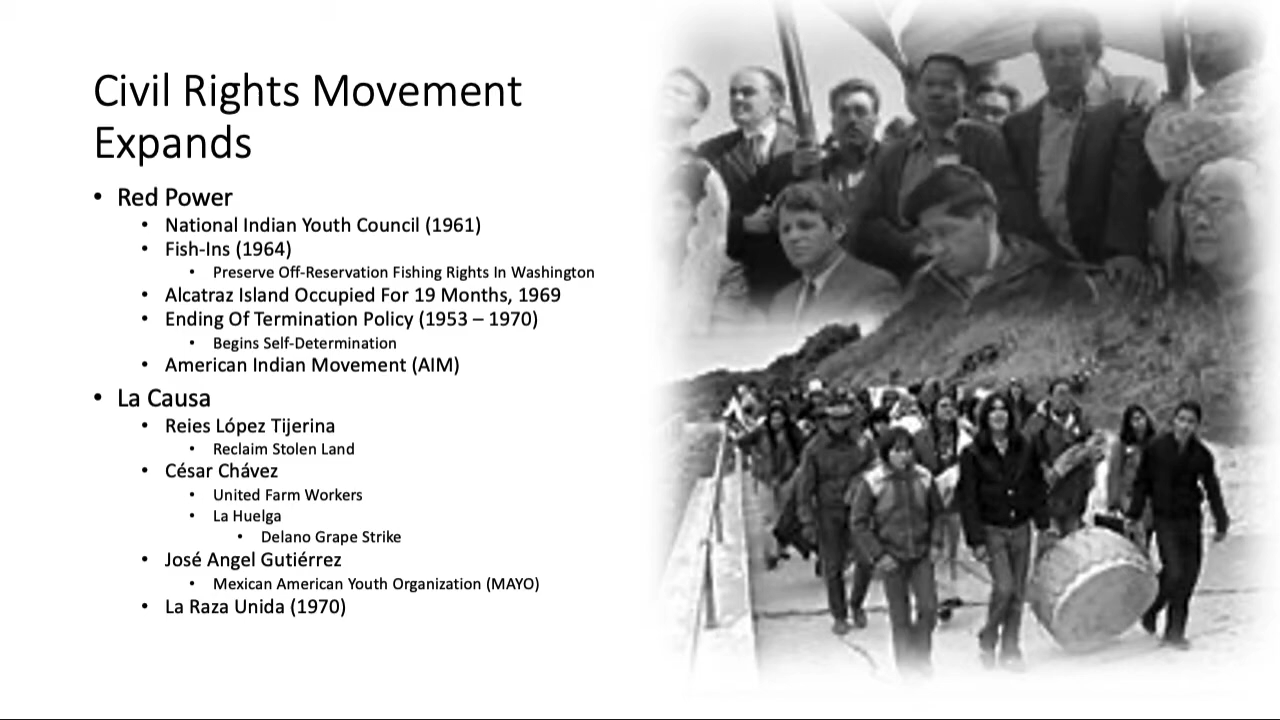 Civil Rights Movement
Expands
• Red Power
• National Indian Youth Council (1961)
• Fish-Ins (1964)
• Preserve Off-Reservation Fishing Rights In Washington
• Alcatraz Island Occupied For 19 Months, 1969
• Ending Of Termination Policy (1953 – 1970)
• Begins Self-Determination
• American Indian Movement (AIM)
• La Causa
• Reies López Tijerina
• Reclaim Stolen Land
• César Chávez
• United Farm Workers
• La Huelga
• Delano Grape Strike
• José Angel Gutiérrez
• Mexican American Youth Organization (MAYO)
• La Raza Unida (1970)